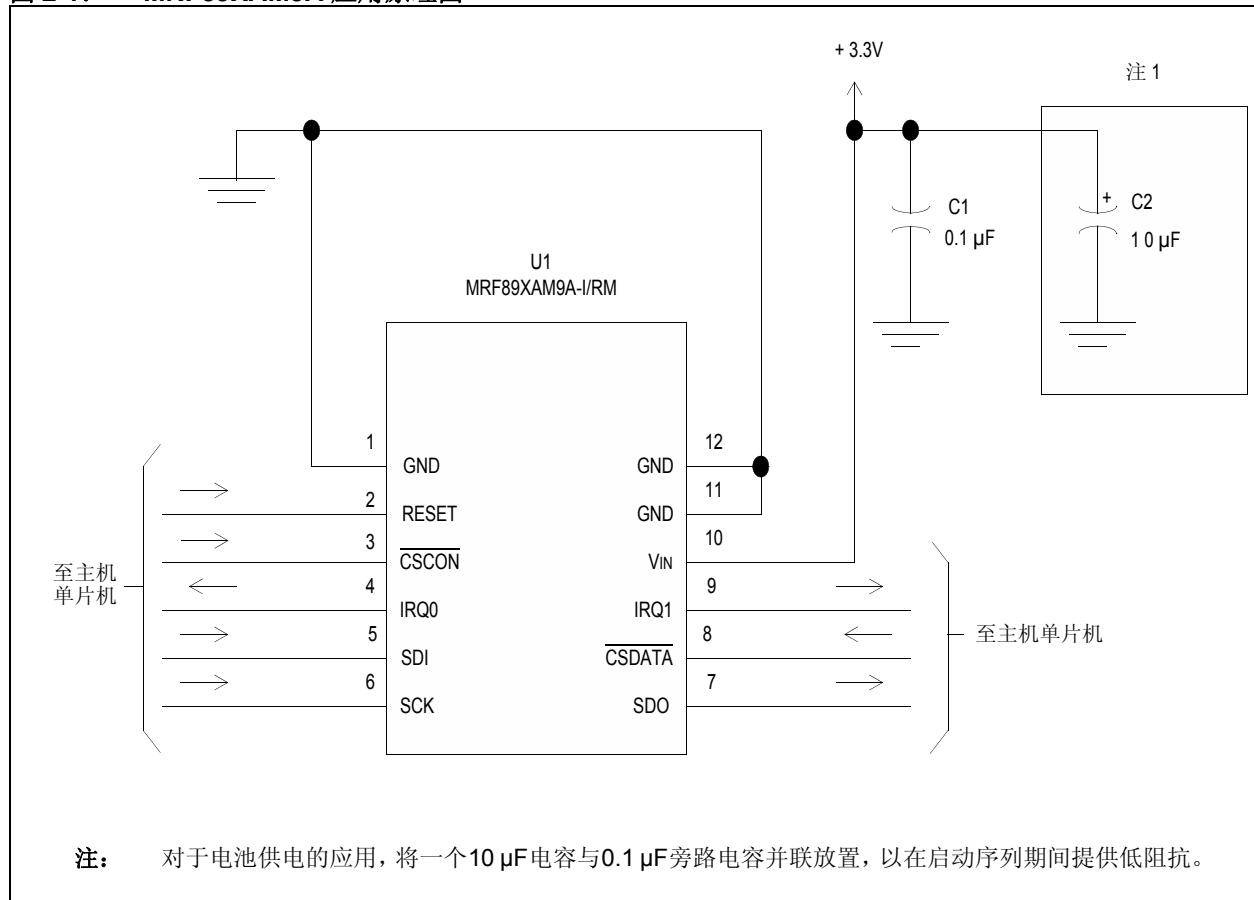 + 3.3V
注 1
C1
0.1 µF
+ C2
1 0 µF
U1
MRF89XAM9A-I/RM
1
GND
2
RESET
3
CSCON
4
IRQ0
5
SDI
6
SCK
12
GND
11
GND
10
VIN
9
IRQ1
8
CSDATA
7
SDO
至主机
单片机
至主机单片机
注： 对于电池供电的应用，将一个10 µF电容与0.1 µF旁路电容并联放置，以在启动序列期间提供低阻抗。